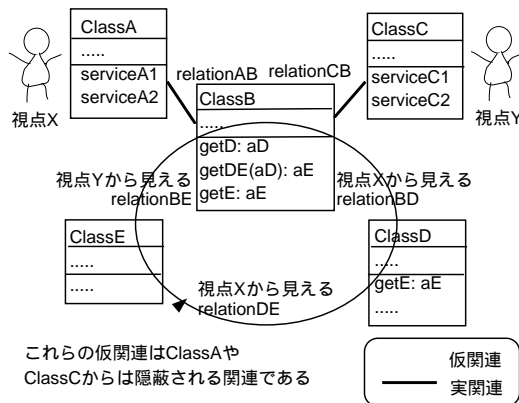 ClassA
.....
serviceA1
serviceA2
視点X
relationAB
relationCB
ClassC
.....
serviceC1
serviceC2
視点Y
ClassB
.....
getD: aD
getDE(aD): aE
getE: aE
視点Yから見える
relationBE
視点Xから見える
relationBD
ClassE
.....
.....
ClassD
.....
getE: aE
.....
視点Xから見える
relationDE
これらの仮関連はClassAや
ClassCからは隠蔽される関連である
仮関連
実関連